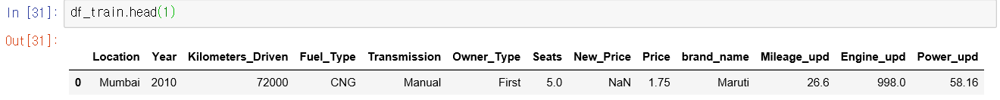 In [31]: df_train.head(1)
Out[31]:
Location Year Kilometers_Driven Fuel_Type Transmission Owner_Type Seats New_Price Price brand_name Mileage_upd Engine_upd Power_upd
0 Mumbai 2010 72000 CNG Manual First 5.0 NaN 1.75 Maruti 26.6 998.0 58.16